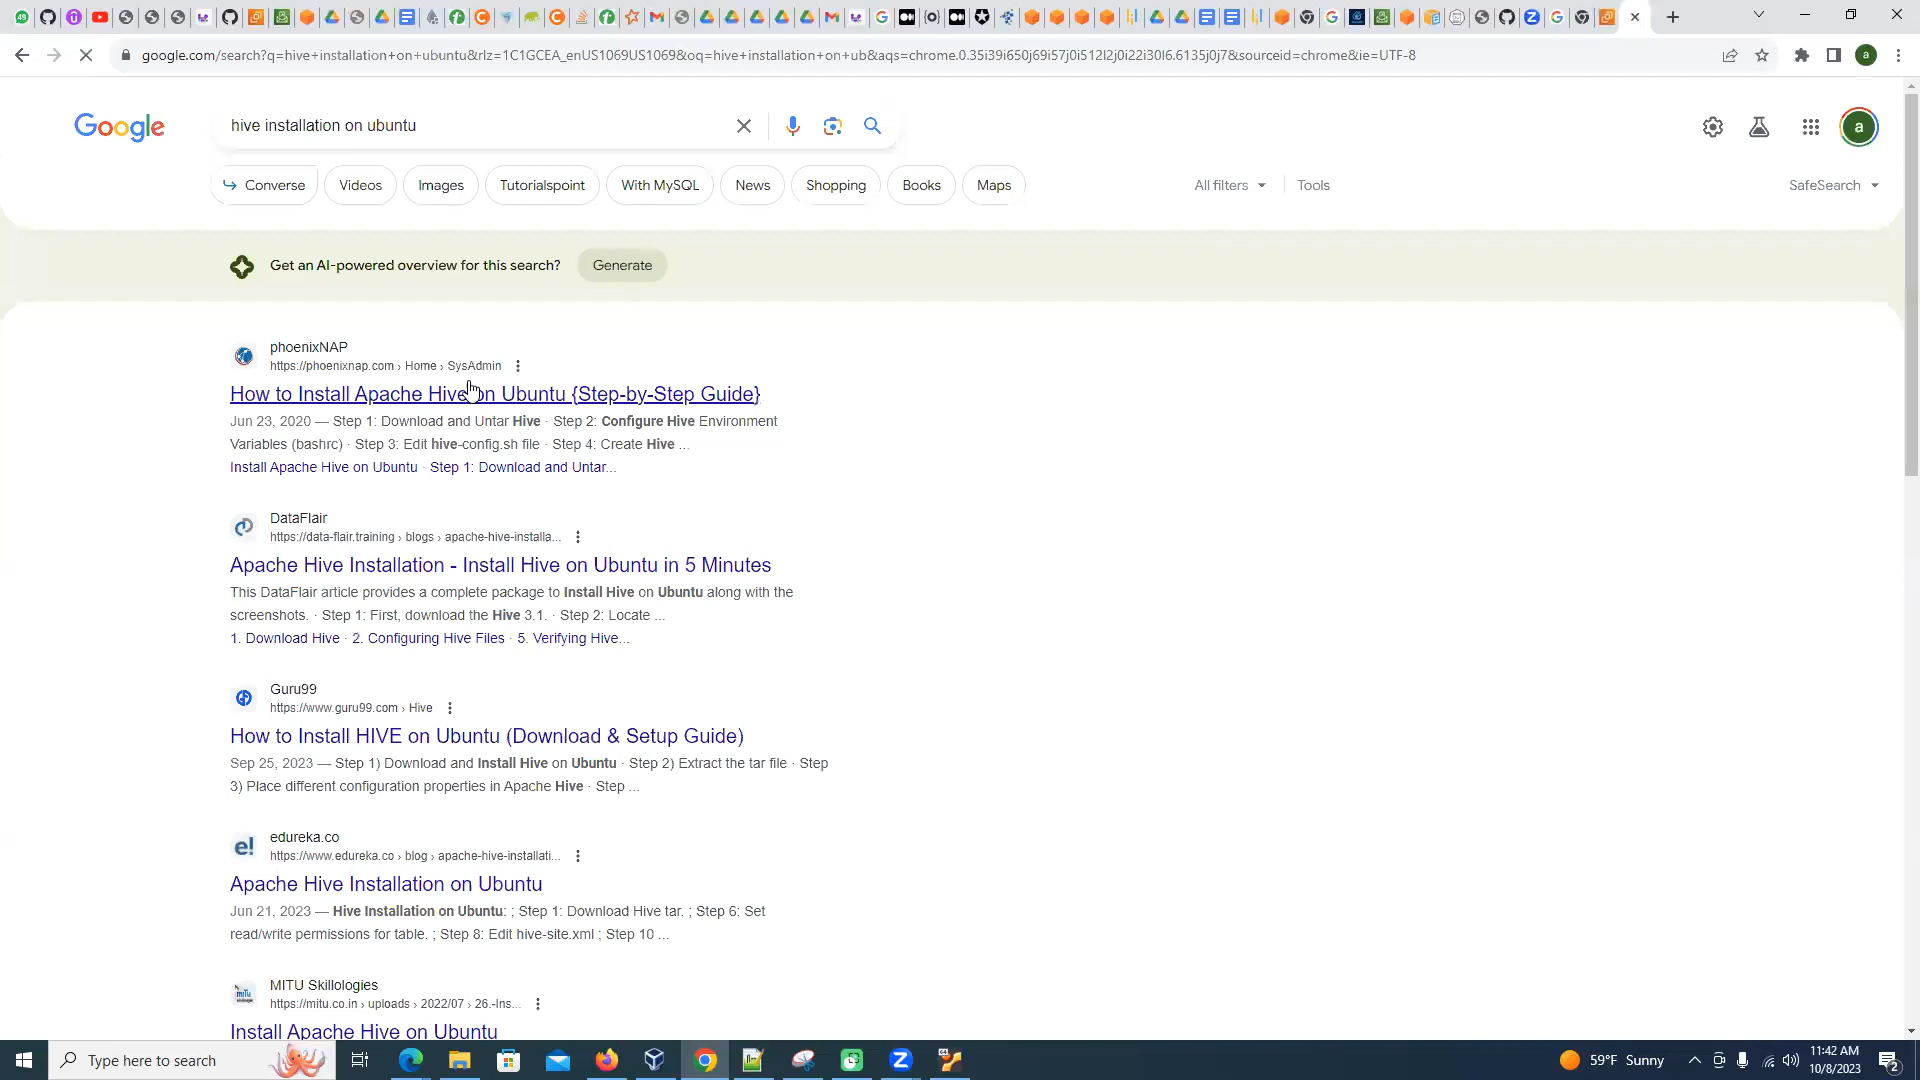 google.com/search?q=hive+installation+on+ubuntu&rlz=1C1GCEA_enUS1069US1069&oq=hive+installation+on+ub&aqs=chrome.0.35i39i650j69i57j0i512l2j0i22i30l6.6135j0j7&sourceid=chrome&ie=UTF-8
a
Google
hive installation on ubuntu
a
Converse
Videos
Images
Tutorialspoint
With MySQL
News
Shopping
Books
Maps
All filters
Tools
SafeSearch
Get an AI-powered overview for this search?
Generate
phoenixNAP
https://phoenixnap.com › Home › SysAdmin
How to Install Apache Hive on Ubuntu {Step-by-Step Guide}
Jun 23, 2020 — Step 1: Download and Untar Hive · Step 2: Configure Hive Environment
Variables (bashrc) · Step 3: Edit hive-config.sh file · Step 4: Create Hive ...
Install Apache Hive on Ubuntu · Step 1: Download and Untar...
DataFlair
https://data-flair.training › blogs › apache-hive-installa...
Apache Hive Installation - Install Hive on Ubuntu in 5 Minutes
This DataFlair article provides a complete package to Install Hive on Ubuntu along with the
screenshots. · Step 1: First, download the Hive 3.1. · Step 2: Locate ...
1. Download Hive · 2. Configuring Hive Files · 5. Verifying Hive...
Guru99
https://www.guru99.com › Hive
How to Install HIVE on Ubuntu (Download & Setup Guide)
Sep 25, 2023 — Step 1) Download and Install Hive on Ubuntu · Step 2) Extract the tar file · Step
3) Place different configuration properties in Apache Hive · Step ...
e!
edureka.co
https://www.edureka.co › blog › apache-hive-installati...
Apache Hive Installation on Ubuntu
Jun 21, 2023 — Hive Installation on Ubuntu: ; Step 1: Download Hive tar. ; Step 6: Set
read/write permissions for table. ; Step 8: Edit hive-site.xml ; Step 10 ...
MITU Skillologies
https://mitu.co.in › uploads › 2022/07 › 26.-Ins...
Install Apache Hive on Ubuntu
Type here to search
59°F Sunny
11:42 AM
10/8/2023
2